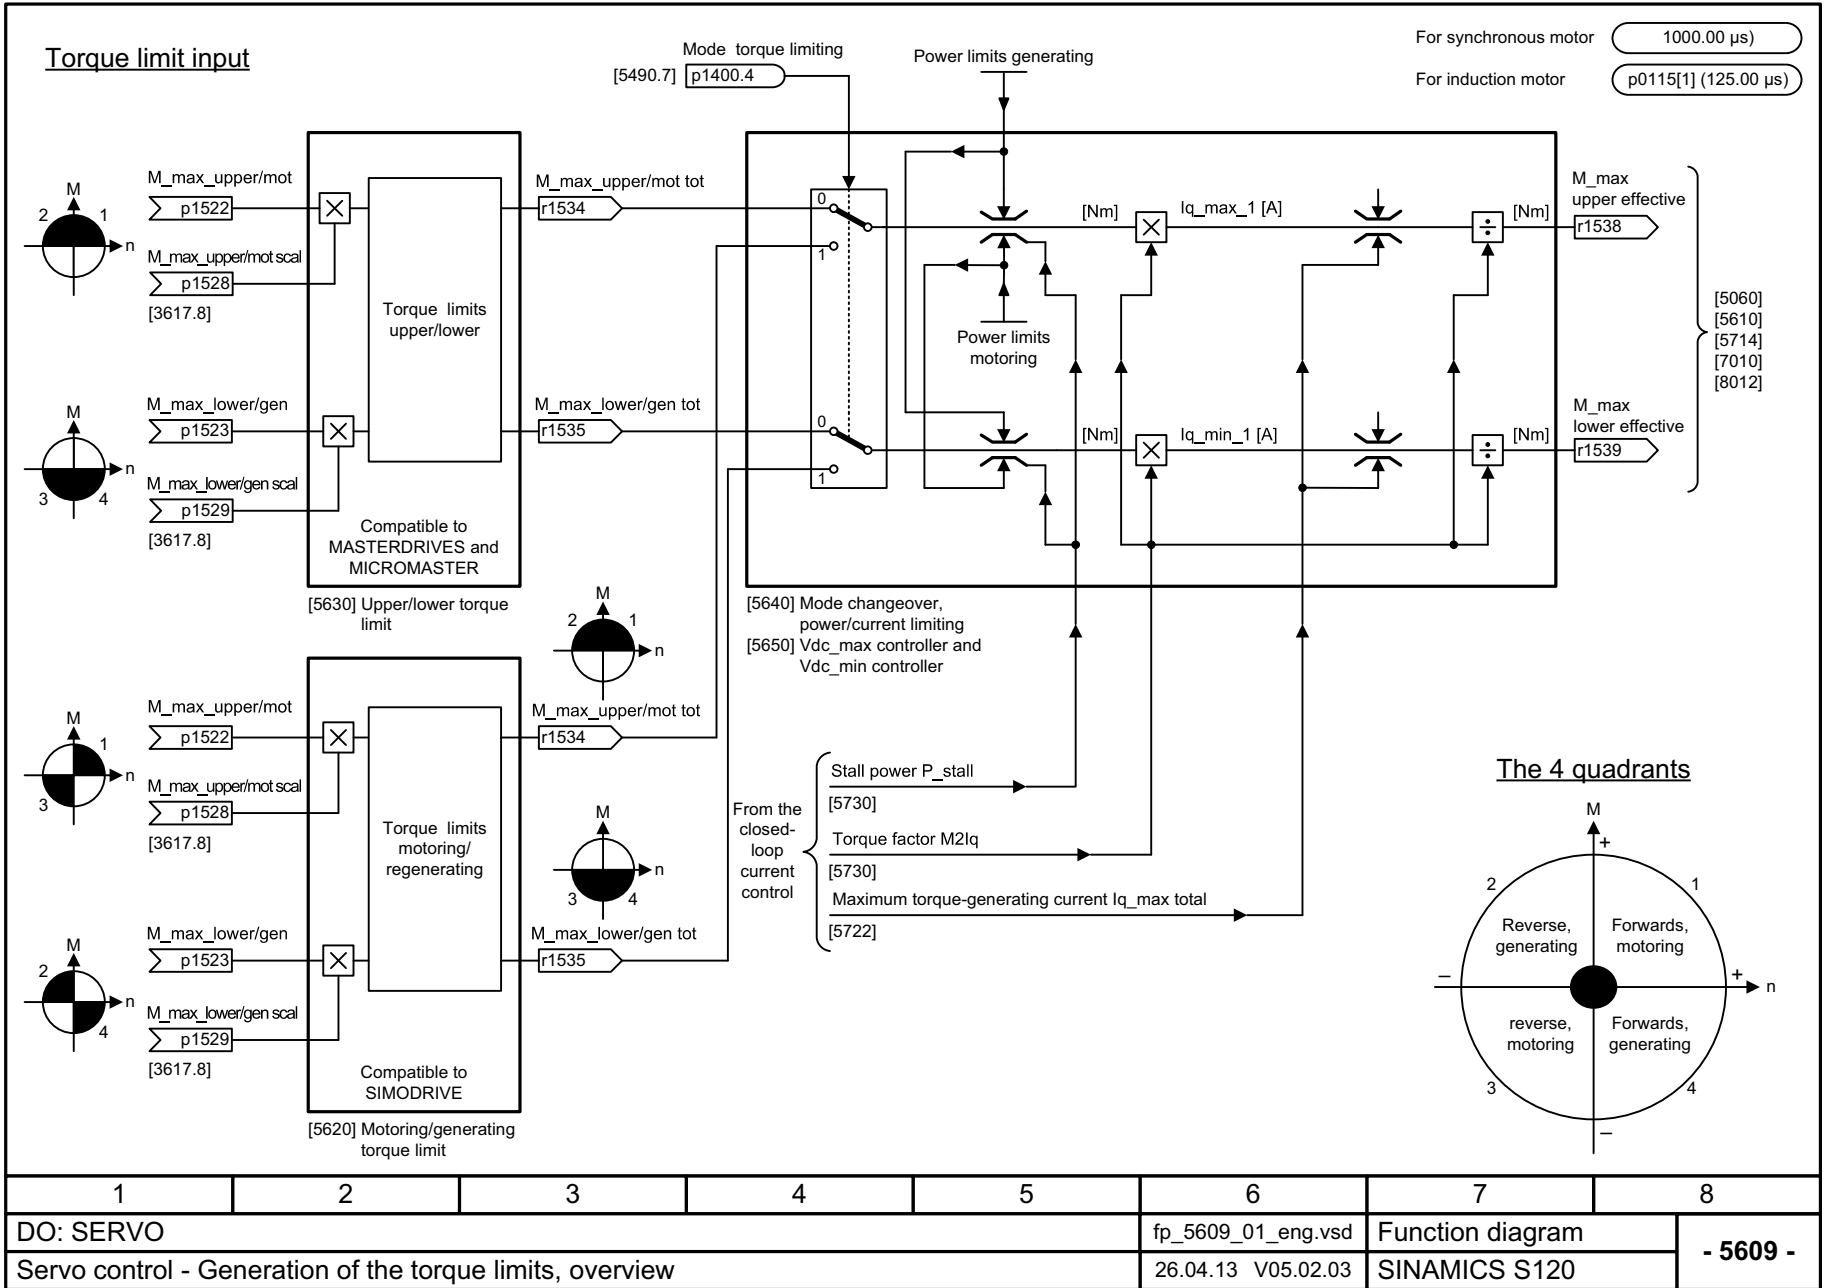 Torque limit input
Mode torque limiting
[5490.7] p1400.4
Power limits generating
For synchronous motor 1000.00 µs)
For induction motor p0115[1] (125.00 µs)
M
2 1
n
M_max_upper/mot
p1522
M_max_upper/mot scal
p1528
[3617.8]
M
n
3 4
M_max_lower/gen
p1523
M_max_lower/gen scal
p1529
[3617.8]
Torque limits
upper/lower
Compatible to
MASTERDRIVES and
MICROMASTER
[5630] Upper/lower torque
limit
M_max_upper/mot tot
r1534
M_max_lower/gen tot
r1535
0
1
0
1
Power limits
motoring
[Nm]
Iq_max_1 [A]
[Nm]
[Nm]
Iq_min_1 [A]
[Nm]
M_max
upper effective
r1538
M_max
lower effective
r1539
[5060]
[5610]
[5714]
[7010]
[8012]
[5640] Mode changeover,
power/current limiting
[5650] Vdc_max controller and
Vdc_min controller
M
2 1
n
M
1
n
3
M_max_upper/mot
p1522
M_max_upper/mot scal
p1528
[3617.8]
M
2
n
4
M_max_lower/gen
p1523
M_max_lower/gen scal
p1529
[3617.8]
Torque limits
motoring/
regenerating
Compatible to
SIMODRIVE
[5620] Motoring/generating
torque limit
M_max_upper/mot tot
r1534
M
n
3 4
M_max_lower/gen tot
r1535
From the
closed-
loop
current
control
Stall power P_stall
[5730]
Torque factor M2Iq
[5730]
Maximum torque-generating current Iq_max total
[5722]
The 4 quadrants
M
+
2 1
Reverse,
generating
Forwards,
motoring
– + n
reverse,
motoring
Forwards,
generating
3 4
–
1 2 3 4 5 6 7 8
DO: SERVO
fp_5609_01_eng.vsd
Function diagram
- 5609 -
Servo control - Generation of the torque limits, overview
26.04.13 V05.02.03
SINAMICS S120